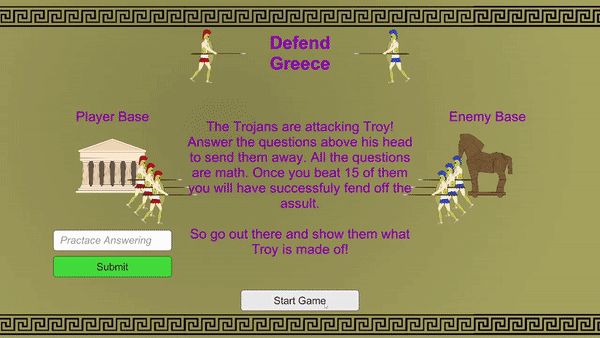 Defend
Greece
Player Base
Enemy Base
The Trojans are attacking Troy!
Answer the questions above his head
to send them away. All the questions
are math. Once you beat 15 of them
you will have successfuly fend off the
assult.
So go out there and show them what
Troy is made of!
Practace Answering
Submit
Start Game